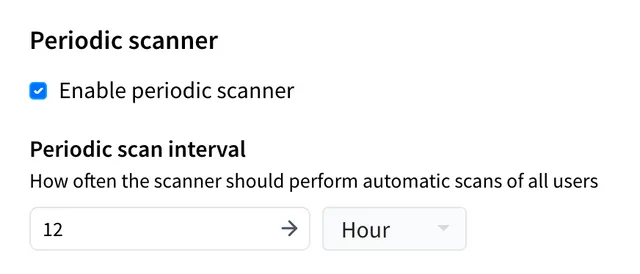 Periodic scanner
Enable periodic scanner
Periodic scan interval
How often the scanner should perform automatic scans of all users
12
Hour